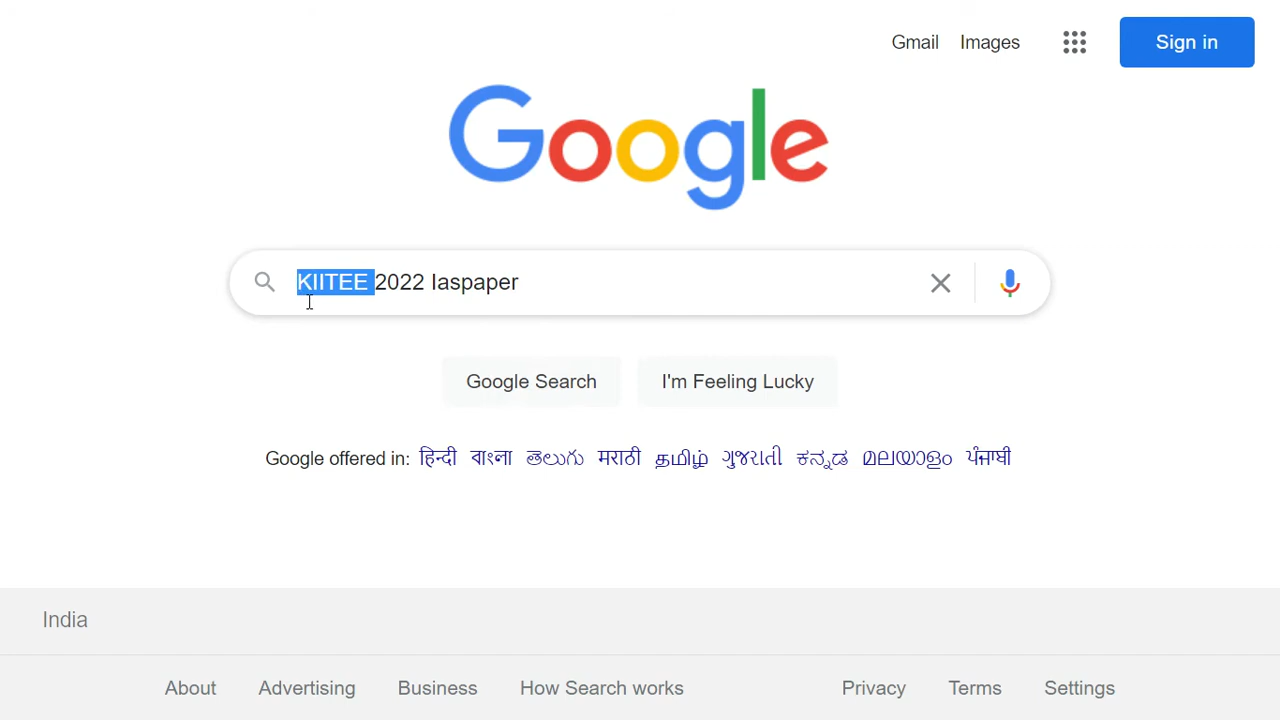 Gmail Images Sign in
Google
KIITEE 2022 Iaspaper
Google Search I'm Feeling Lucky
Google offered in: हिन्दी বাংলা తెలుగు मराठी தமிழ் ગુજરાતી ಕನ್ನಡ മലയാളം ਪੰਜਾਬੀ
India
About Advertising Business How Search works Privacy Terms Settings